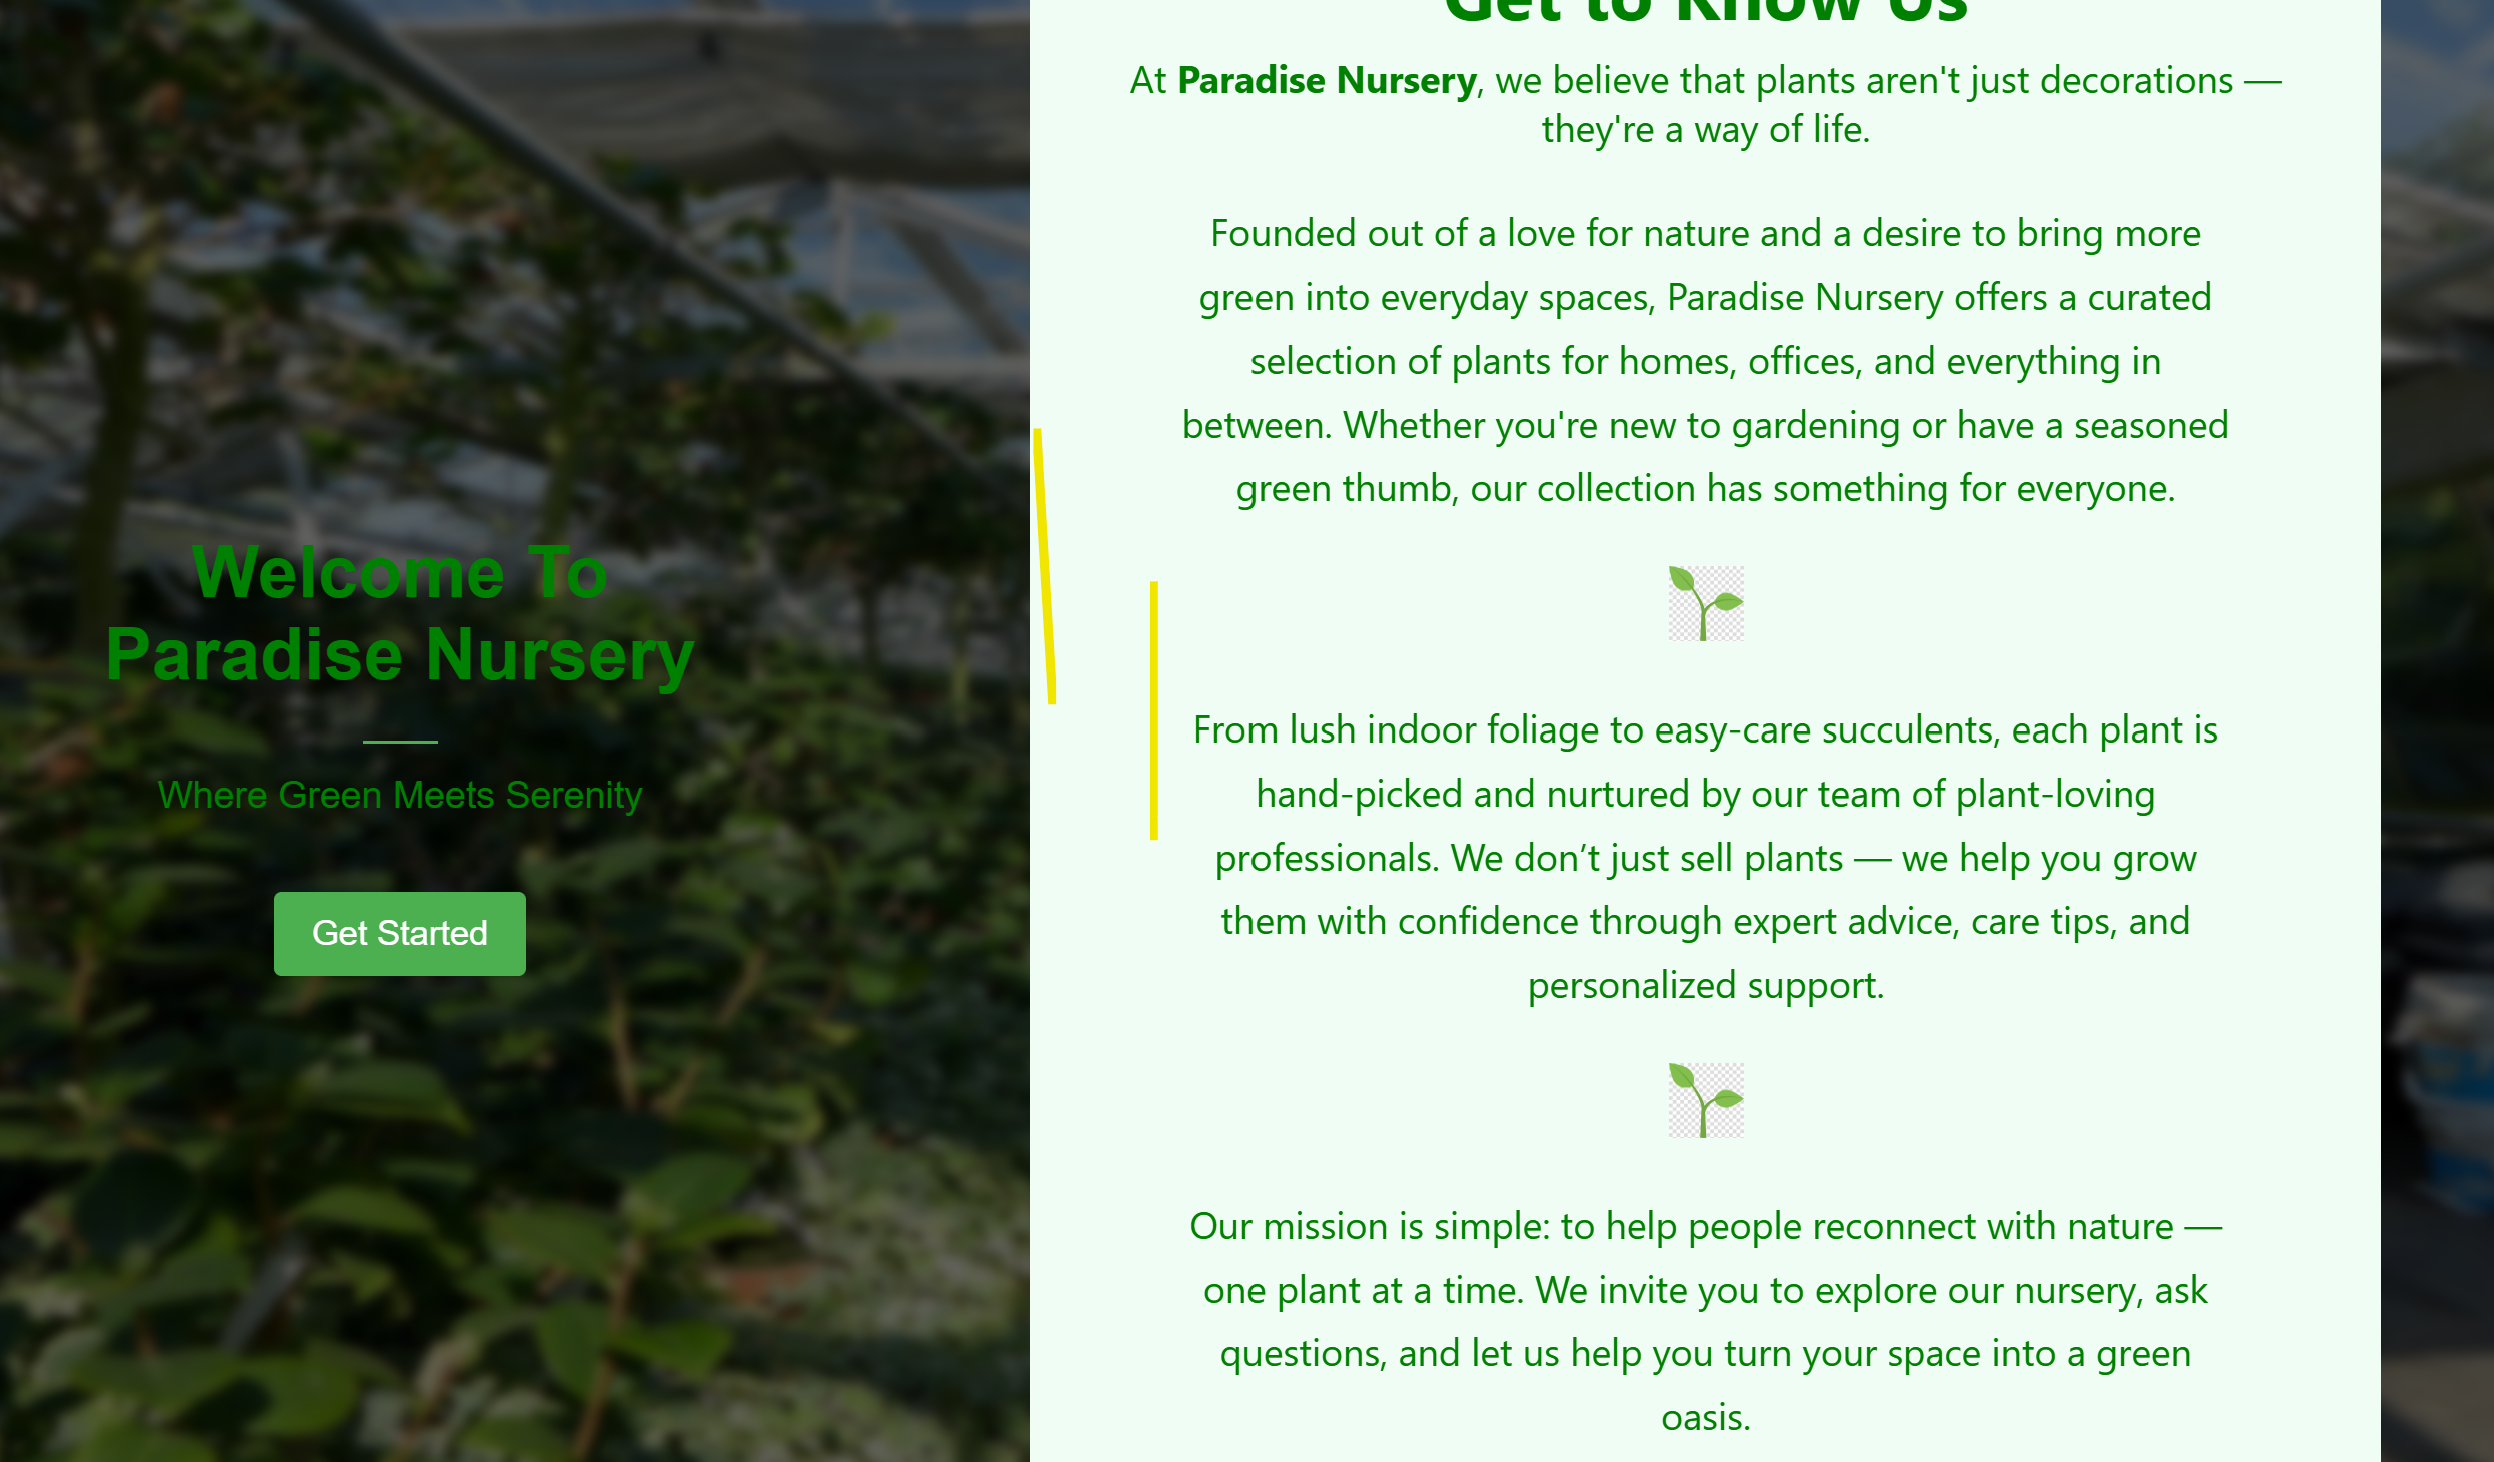 Welcome To
Paradise Nursery
Where Green Meets Serenity
Get Started
Get to Know Us
At Paradise Nursery, we believe that plants aren't just decorations —
they're a way of life.
Founded out of a love for nature and a desire to bring more
green into everyday spaces, Paradise Nursery offers a curated
selection of plants for homes, offices, and everything in
between. Whether you're new to gardening or have a seasoned
green thumb, our collection has something for everyone.
From lush indoor foliage to easy-care succulents, each plant is
hand-picked and nurtured by our team of plant-loving
professionals. We don’t just sell plants — we help you grow
them with confidence through expert advice, care tips, and
personalized support.
Our mission is simple: to help people reconnect with nature —
one plant at a time. We invite you to explore our nursery, ask
questions, and let us help you turn your space into a green
oasis.